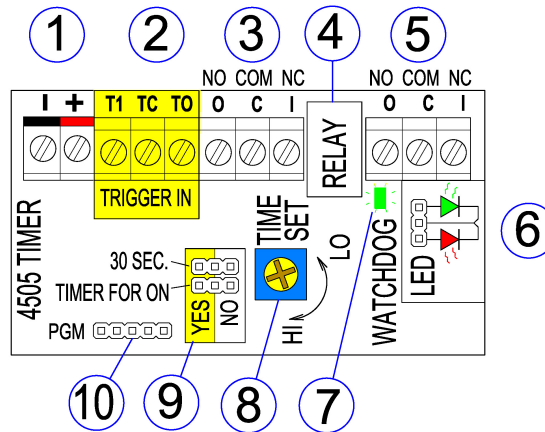 1 2 3 4 5
NO COM NC NO COM NC
− + T1 TC TO O C I O C I
TRIGGER IN
RELAY
4505 TIMER
30 SEC.
TIMER FOR ON
YES NO
PGM
TIME SET
LO
HI
WATCHDOG
LED
6
10 9 8 7